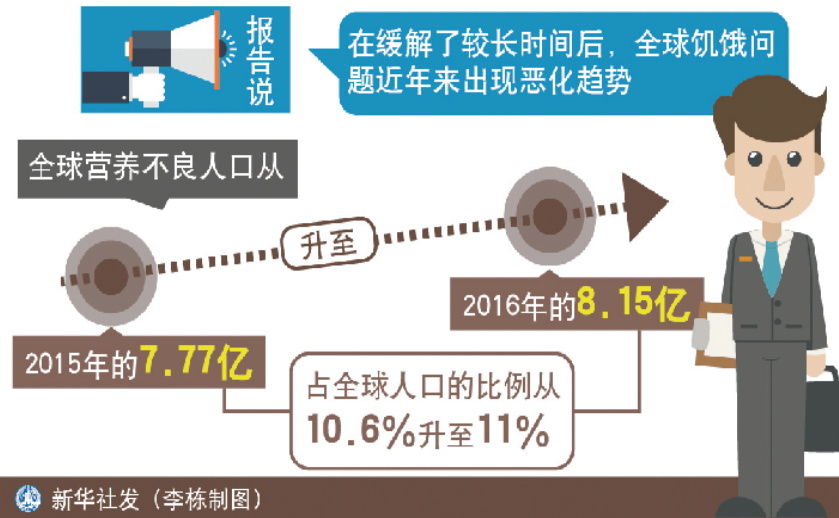 报告说
在缓解了较长时间后，全球饥饿问
题近年来出现恶化趋势
全球营养不良人口从
升至
2016年的8.15亿
2015年的7.77亿
占全球人口的比例从
10.6%升至11%
新华社发（李栋制图）